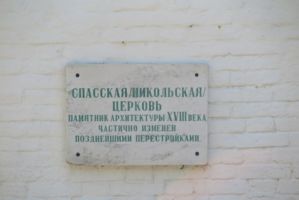 СПАССКАЯ/НИКОЛЬСКАЯ/
ЦЕРКОВЬ
ПАМЯТНИК АРХИТЕКТУРЫ XVIII ВЕКА
ЧАСТИЧНО ИЗМЕНЕН
ПОЗДНЕЙШИМИ ПЕРЕСТРОЙКАМИ